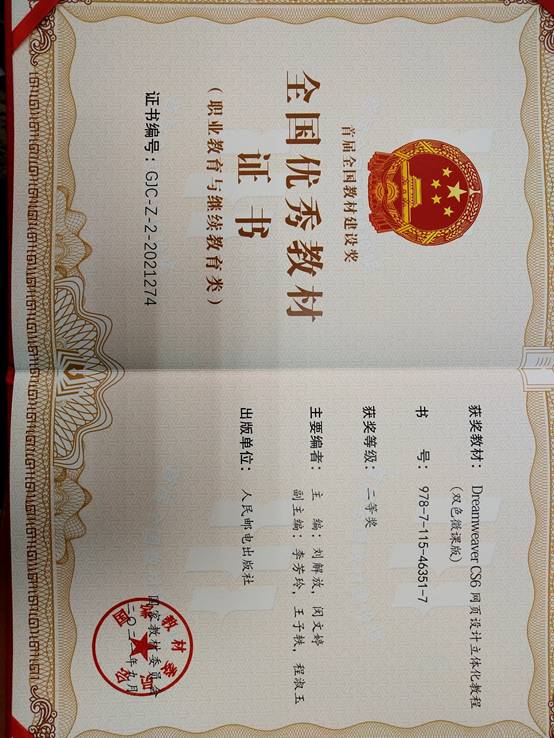 首届全国教材建设奖
全国优秀教材
证书
（职业教育与继续教育类）
证书编号：GJC-Z-2-2021274
获奖教材：Dreamweaver CS6 网页设计立体化教程
（双色微课版）
书 号：978-7-115-46351-7
获奖等级：二等奖
主要编者：主 编：刘解放，闵文婷
副主编：李芳玲，王子轶，程淑玉
出版单位：人民邮电出版社
国家教材委员会
二〇二一年九月